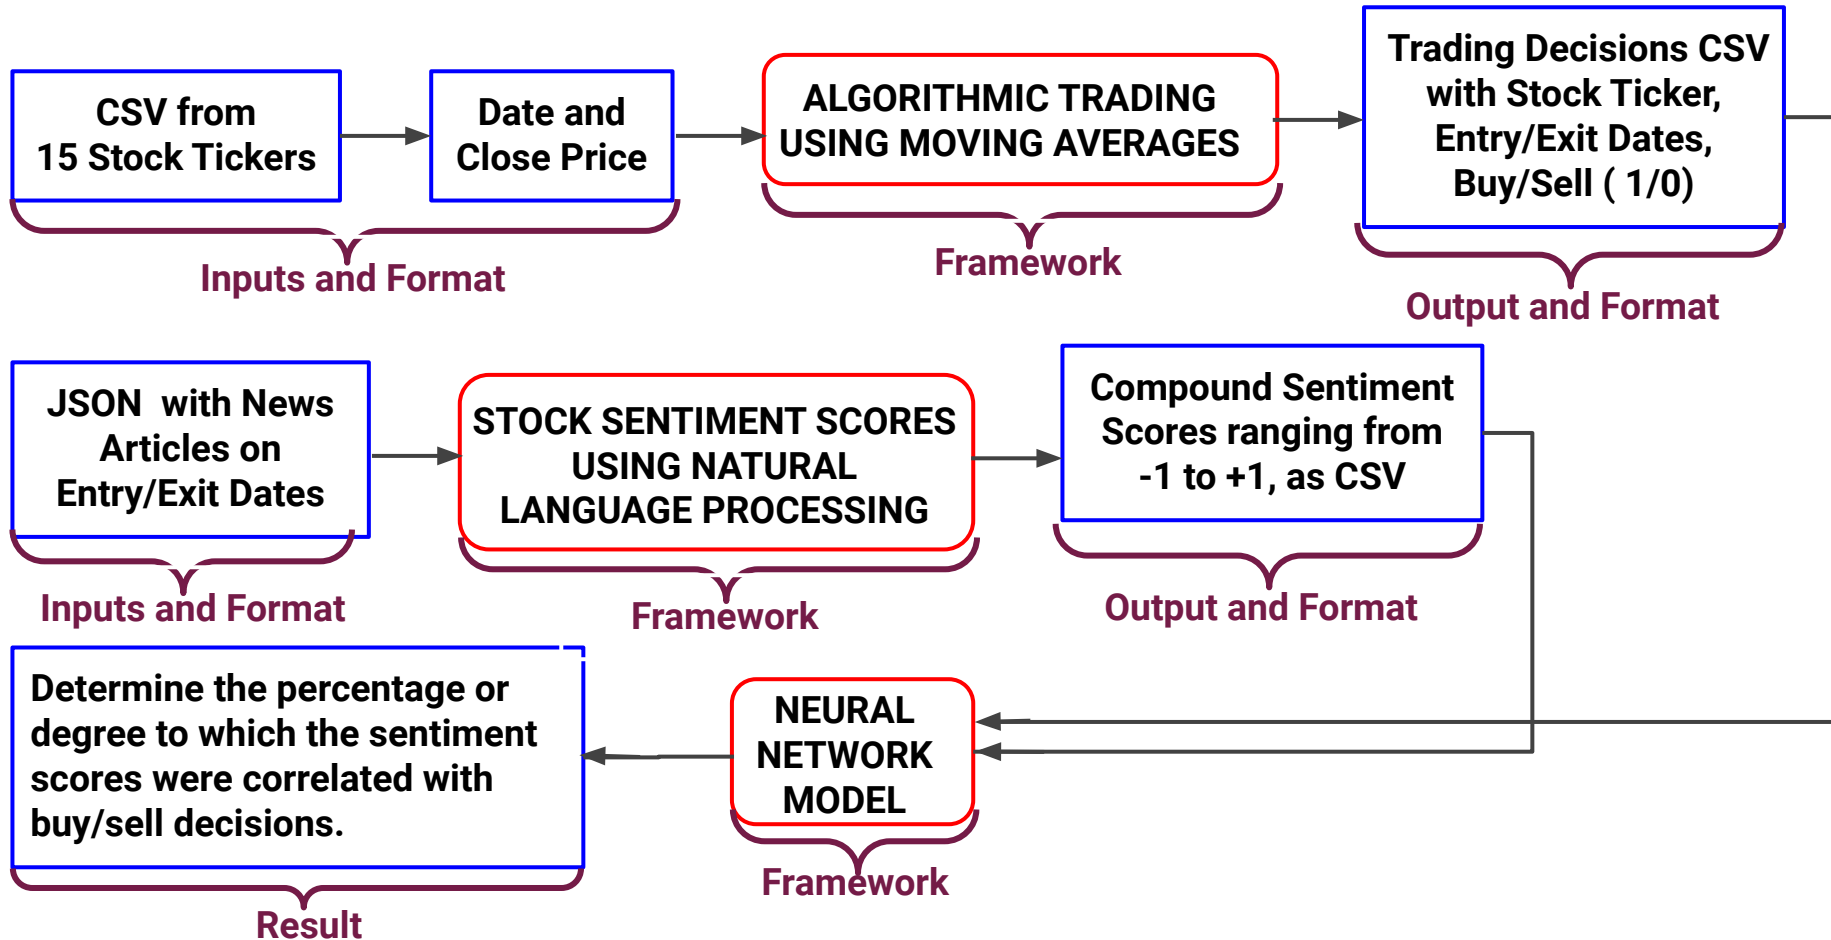 CSV from
15 Stock Tickers
Date and
Close Price
ALGORITHMIC TRADING
USING MOVING AVERAGES
Trading Decisions CSV
with Stock Ticker,
Entry/Exit Dates,
Buy/Sell ( 1/0)
Inputs and Format
Framework
Output and Format
JSON with News
Articles on
Entry/Exit Dates
STOCK SENTIMENT SCORES
USING NATURAL
LANGUAGE PROCESSING
Compound Sentiment
Scores ranging from
-1 to +1, as CSV
Inputs and Format
Framework
Output and Format
Determine the percentage or
degree to which the sentiment
scores were correlated with
buy/sell decisions.
NEURAL
NETWORK
MODEL
Framework
Result